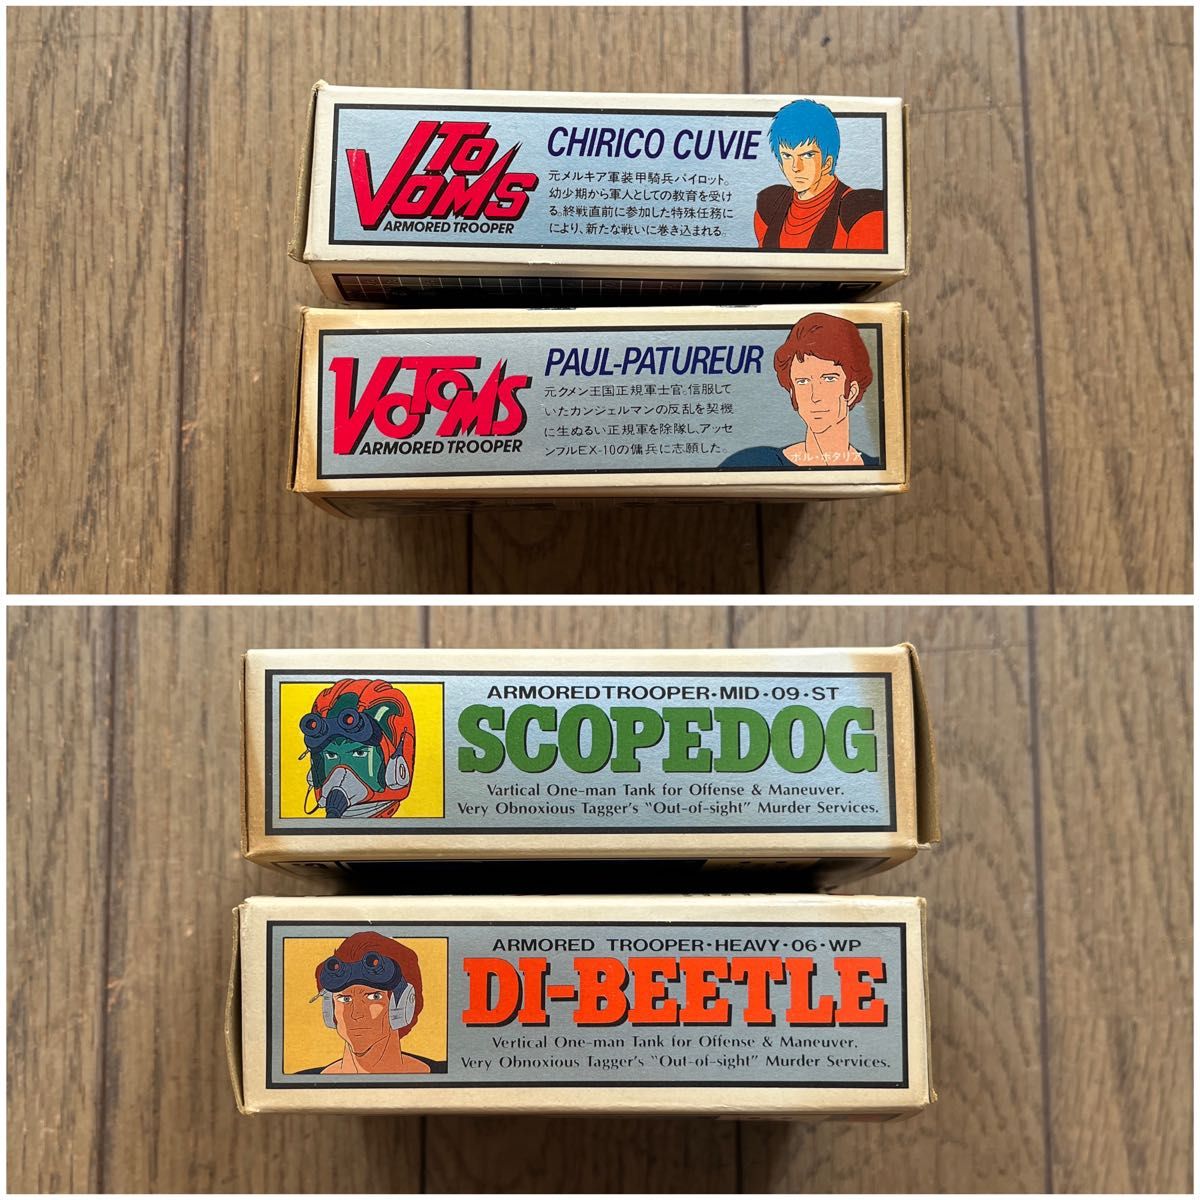 VOTOMS
ARMORED TROOPER
CHIRICO CUVIE
元メルキア軍装甲騎兵パイロット。
幼少期から軍人としての教育を受け
る。終戦直前に参加した特殊任務に
により、新たな戦いに巻き込まれる。
VOTOMS
ARMORED TROOPER
PAUL-PATUREUR
元クメン王国正規軍士官。信服して
いたカンジェルマンの反乱を契機
に生ぬるい正規軍を除隊し、アッセ
ンブルEX-10の傭兵に志願した。
ポル・ポタリア
ARMORED TROOPER・MID・09・ST
SCOPEDOG
Vartical One-man Tank for Offense & Maneuver.
Very Obnoxious Tagger's "Out-of-sight" Murder Services.
ARMORED TROOPER・HEAVY・06・WP
DI-BEETLE
Vertical One-man Tank for Offense & Maneuver.
Very Obnoxious Tagger's "Out-of-sight" Murder Services.